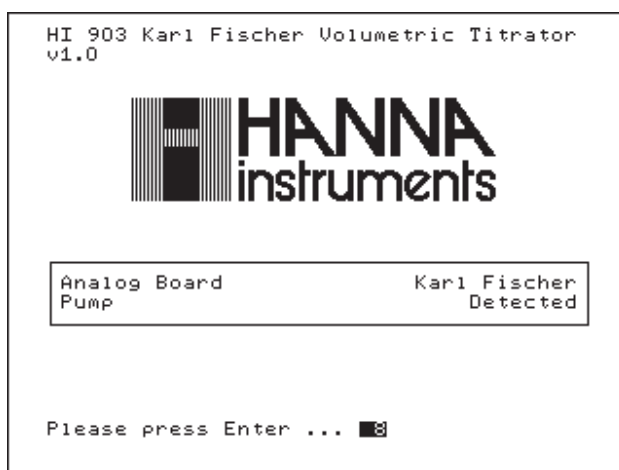 HI 903 Karl Fischer Volumetric Titrator
v1.0
HANNA
instruments
Analog Board Karl Fischer
Pump Detected
Please press Enter ... 8